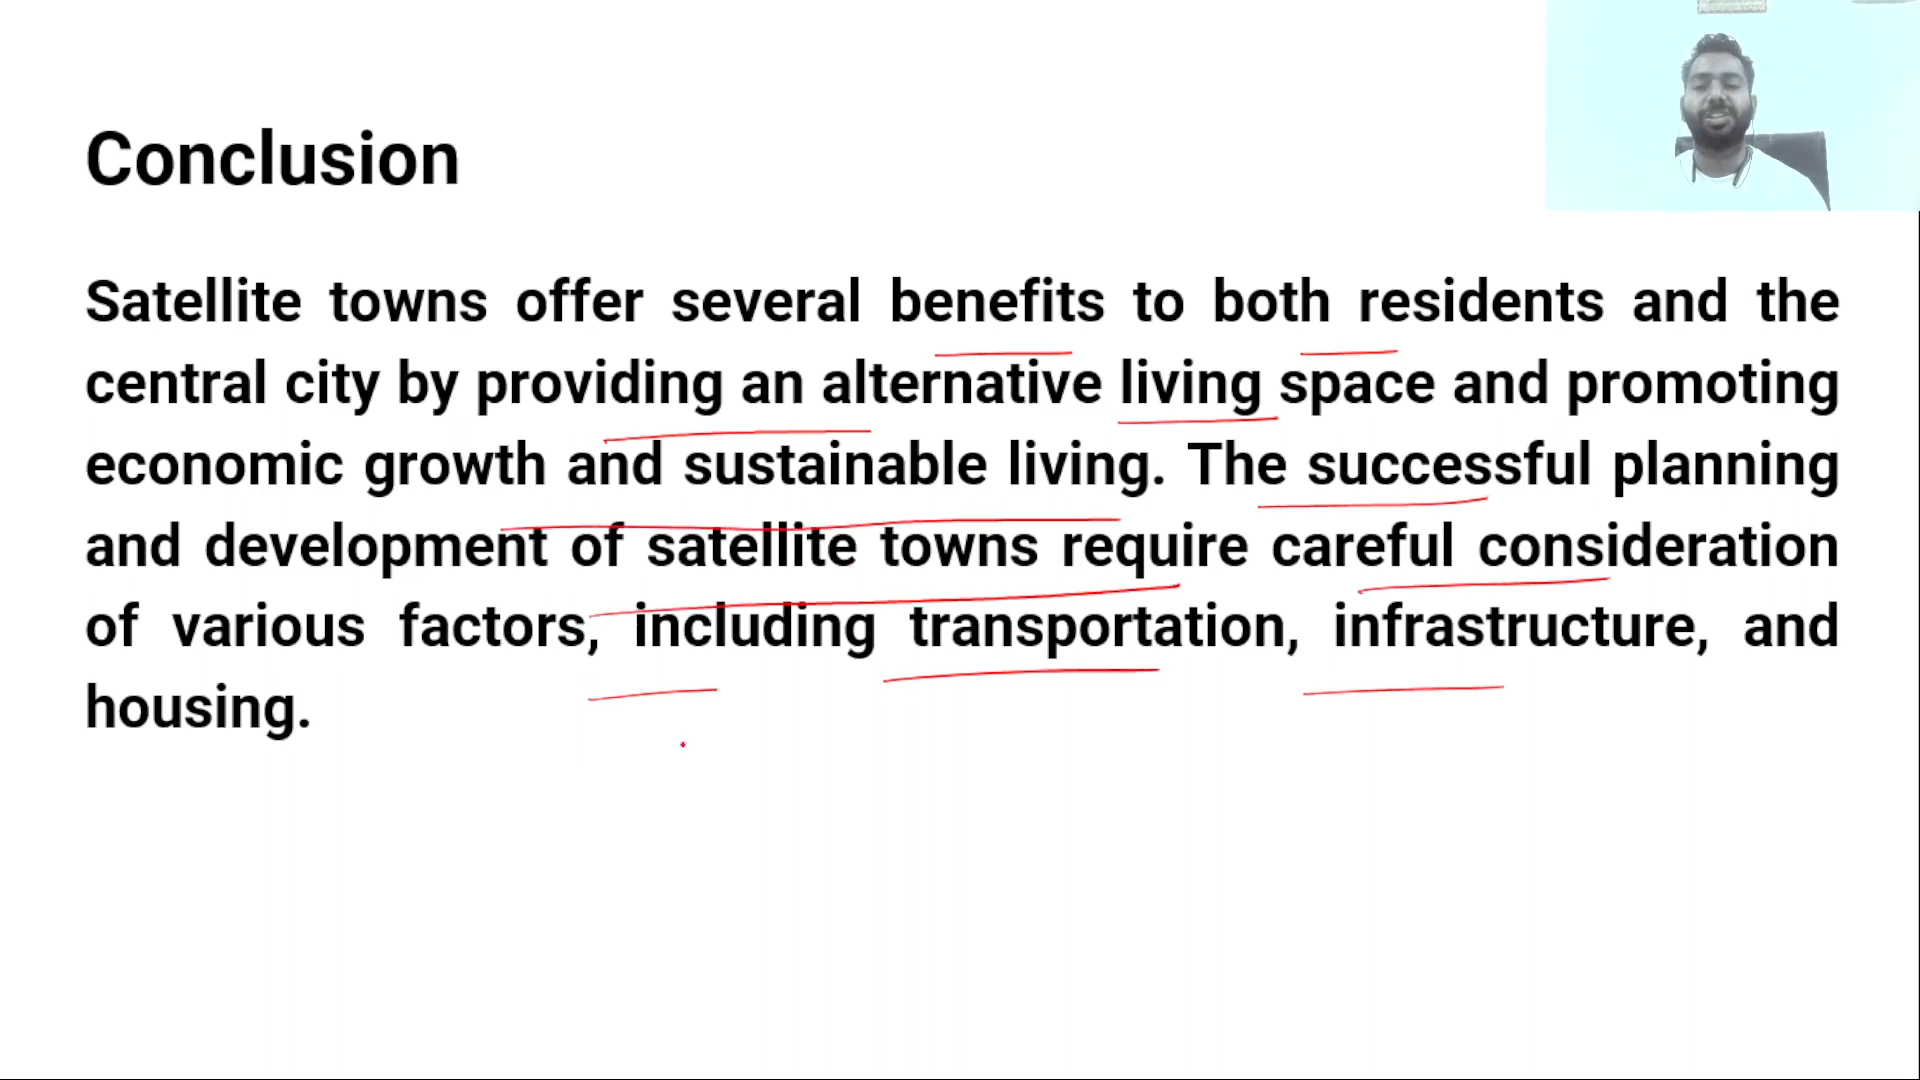 Conclusion
Satellite towns offer several benefits to both residents and the
central city by providing an alternative living space and promoting
economic growth and sustainable living. The successful planning
and development of satellite towns require careful consideration
of various factors, including transportation, infrastructure, and
housing.